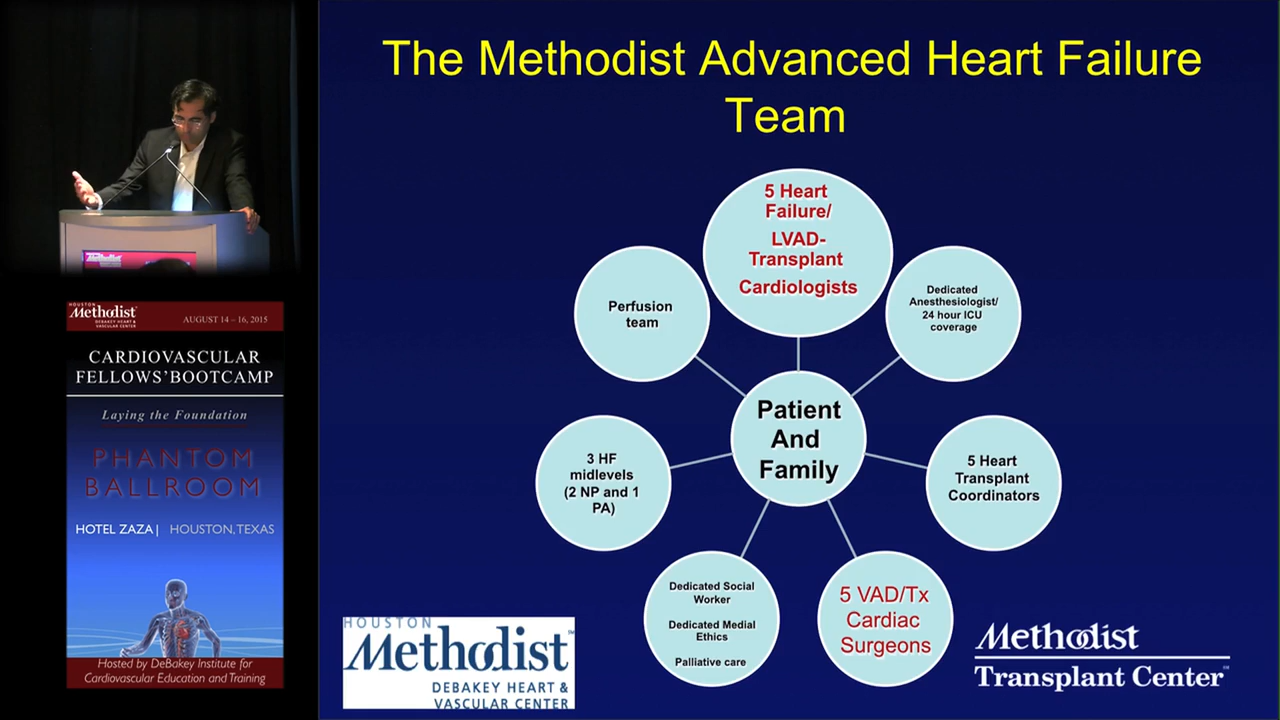 The Methodist Advanced Heart Failure
Team
5 Heart
Failure/
LVAD-
Transplant
Cardiologists
Dedicated
Anesthesiologist/
24 hour ICU
coverage
5 Heart
Transplant
Coordinators
5 VAD/Tx
Cardiac
Surgeons
Dedicated Social
Worker
Dedicated Medial
Ethics
Palliative care
3 HF
midlevels
(2 NP and 1
PA)
Perfusion
team
Patient
And
Family
HOUSTON
Methodist
DEBAKEY HEART &
VASCULAR CENTER
Methodist
Transplant Center
HOUSTON
Methodist
DEBAKEY HEART &
VASCULAR CENTER
AUGUST 14 – 16, 2015
CARDIOVASCULAR
FELLOWS' BOOTCAMP
Laying the Foundation
PHANTOM
BALLROOM
HOTEL ZAZA | HOUSTON, TEXAS
Hosted by DeBakey Institute for
Cardiovascular Education and Training